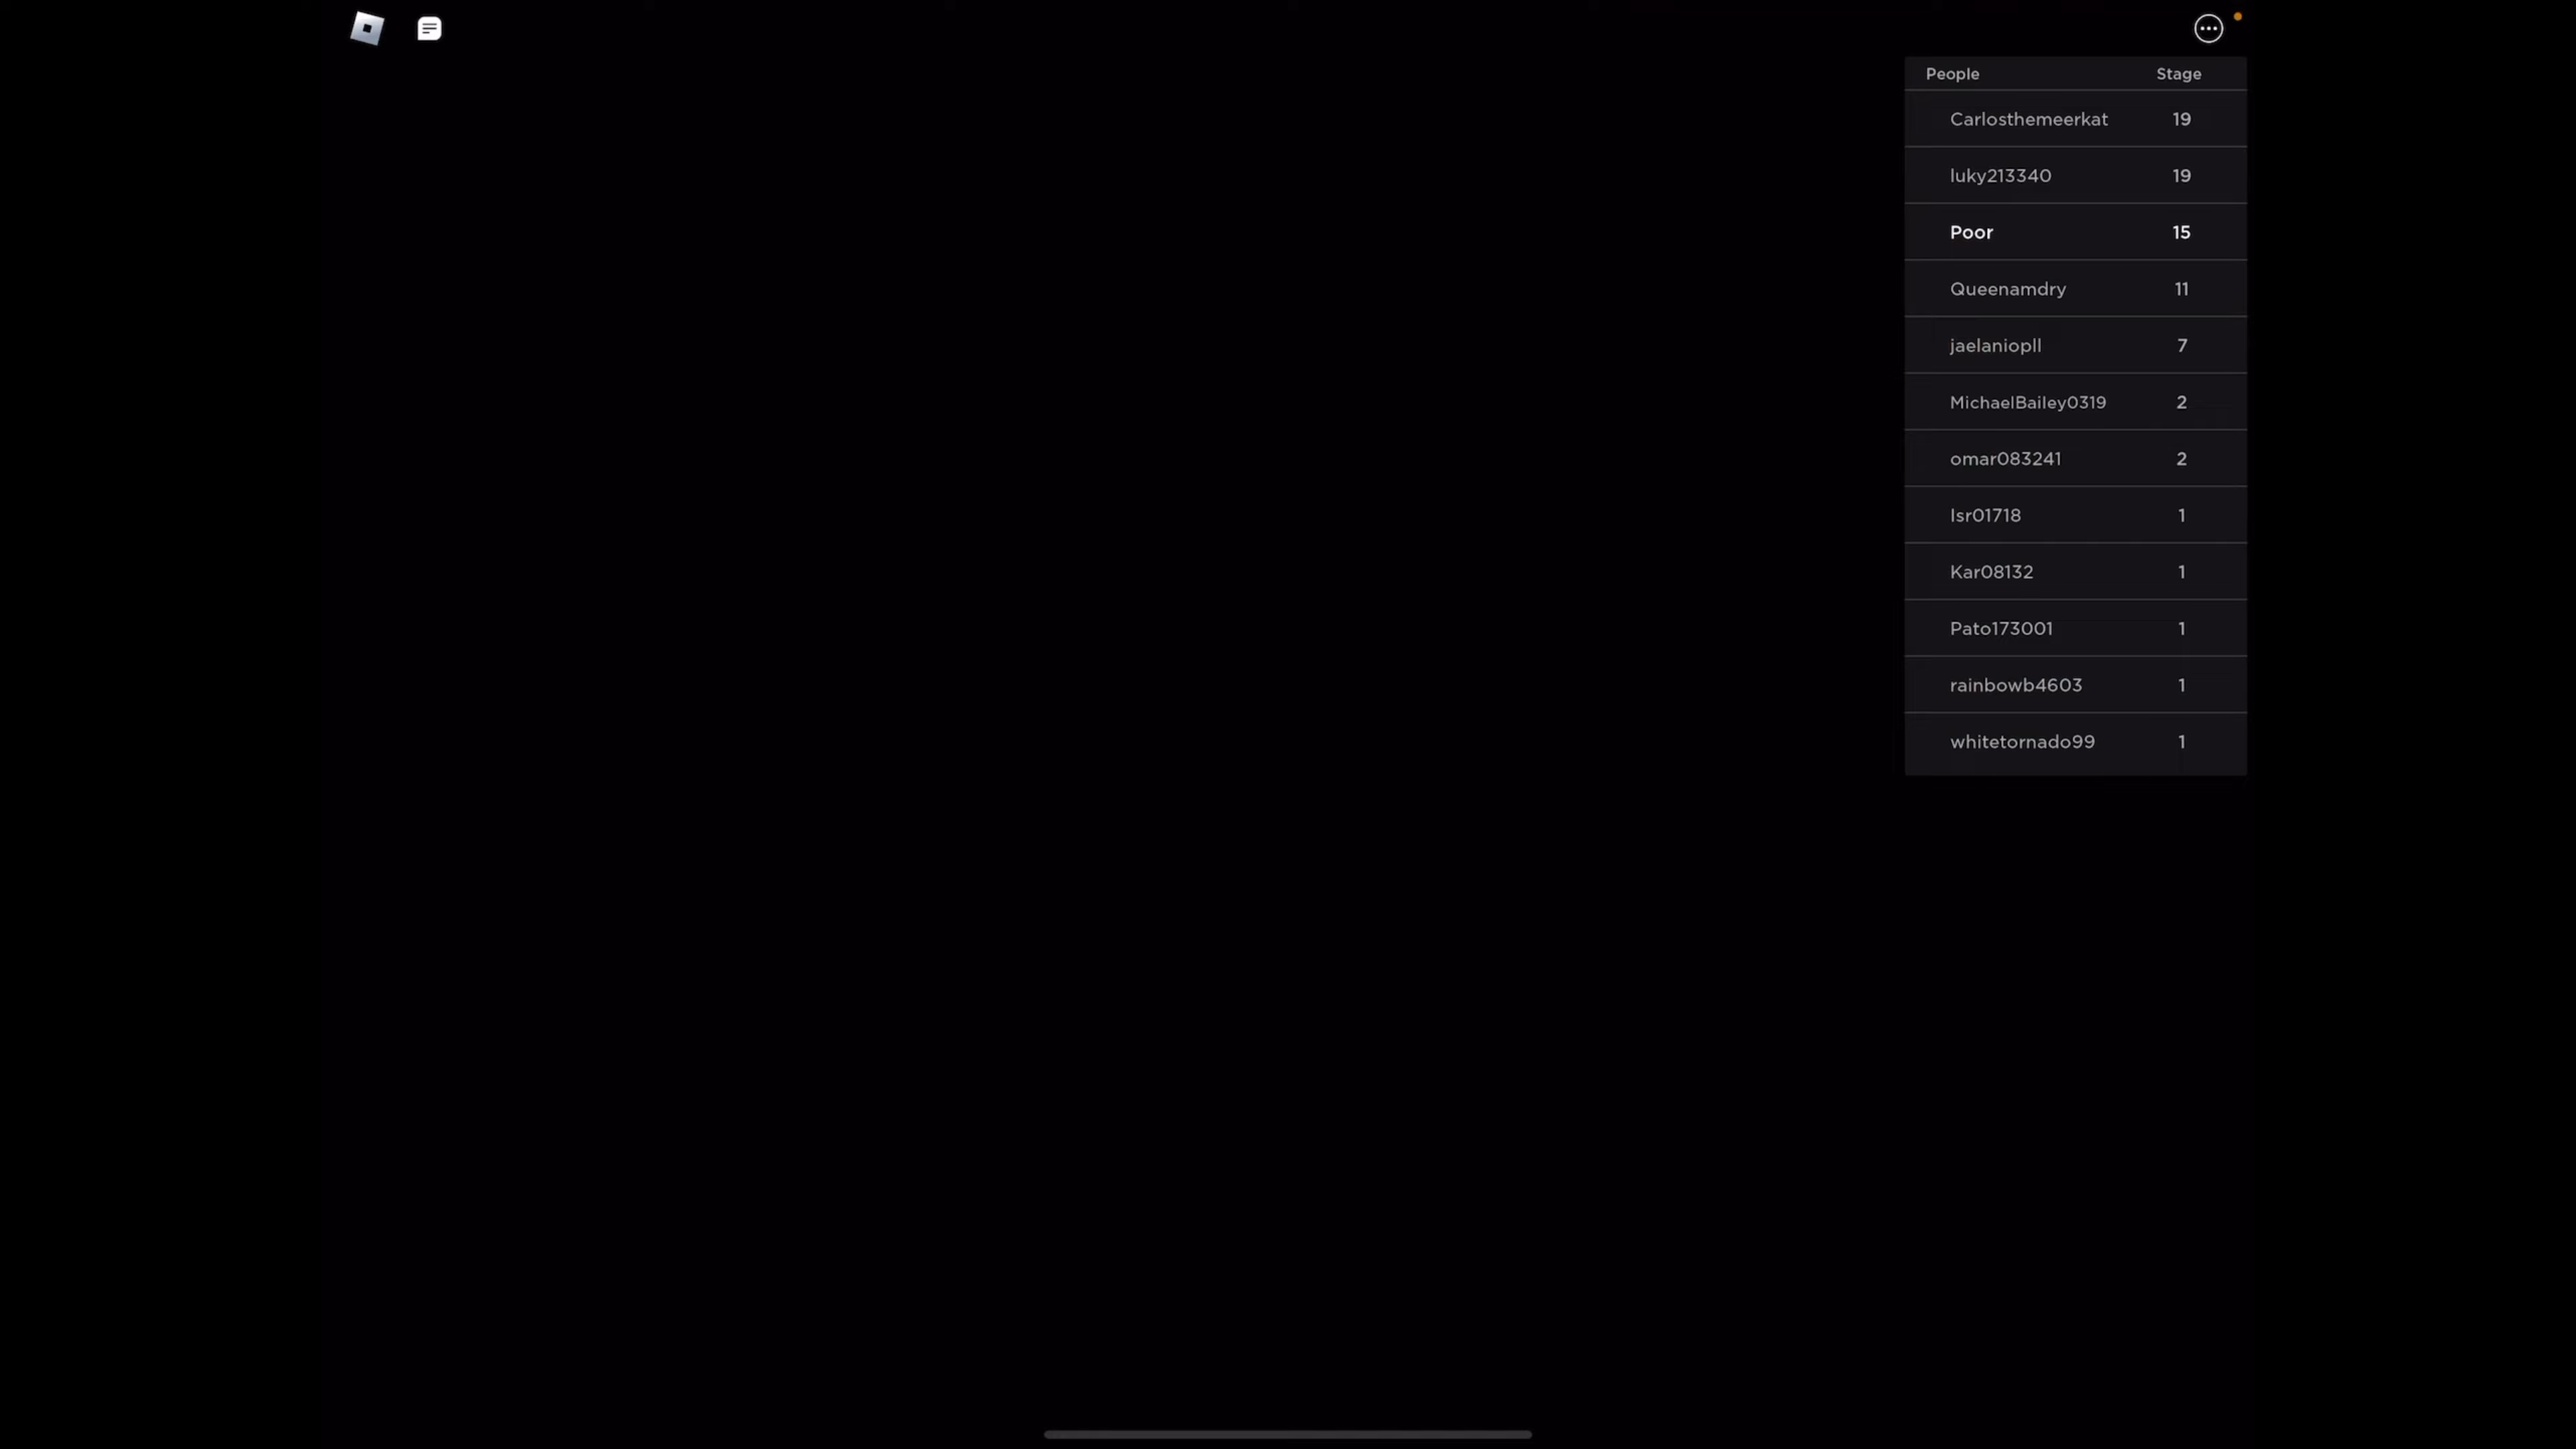 People Stage
Carlosthemeerkat 19
luky213340 19
Poor 15
Queenamdry 11
jaelaniopll 7
MichaelBailey0319 2
omar083241 2
Isr01718 1
Kar08132 1
Pato173001 1
rainbowb4603 1
whitetornado99 1